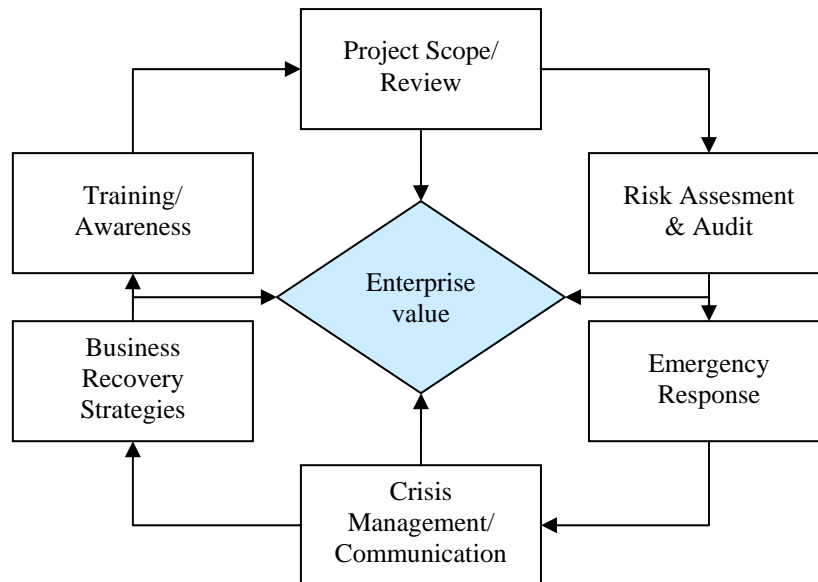 Project Scope/
Review
Training/
Awareness
Risk Assesment
& Audit
Enterprise
value
Business
Recovery
Strategies
Emergency
Response
Crisis
Management/
Communication